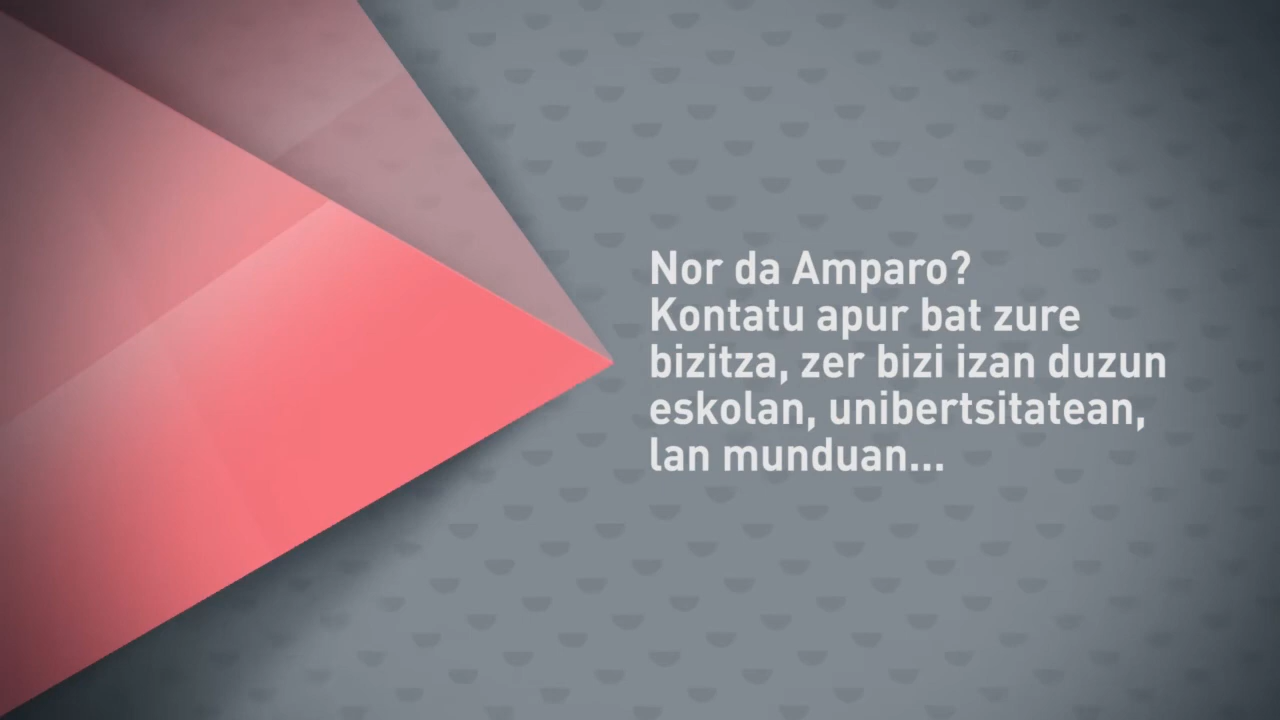 Nor da Amparo?
Kontatu apur bat zure
bizitza, zer bizi izan duzun
eskolan, unibertsitatean,
lan munduan...